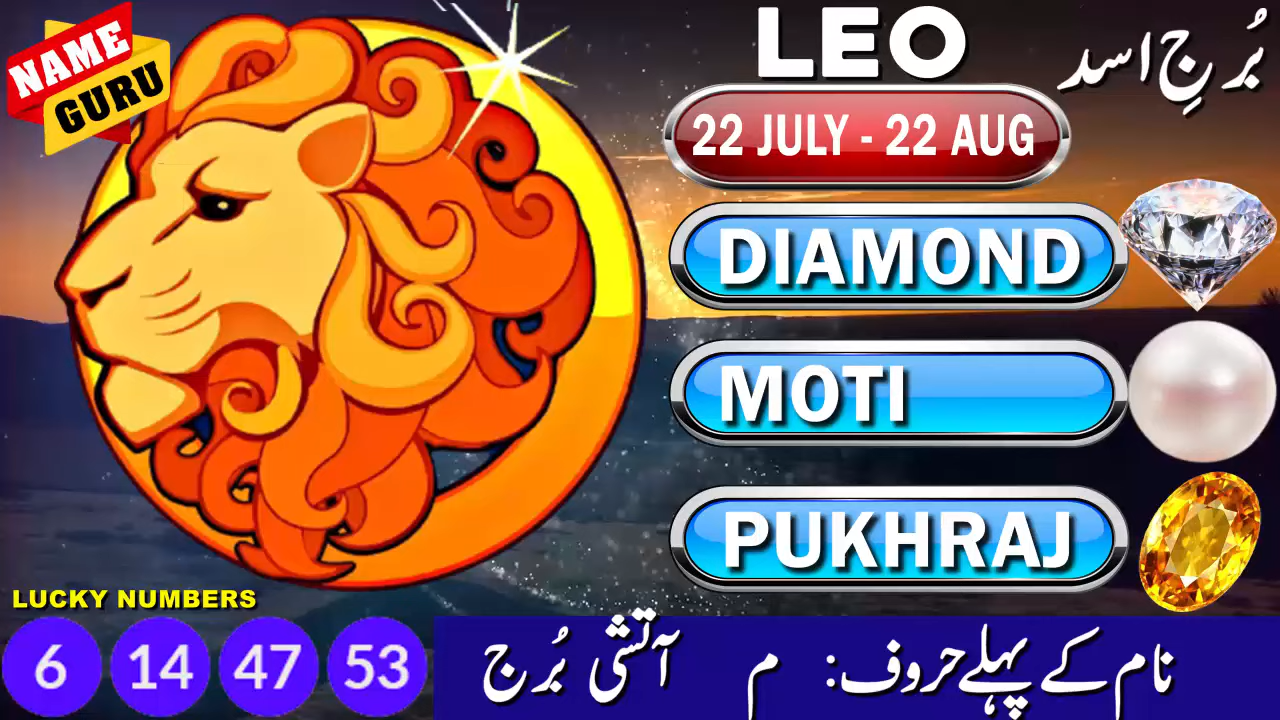 NAME
GURU
LEO
بُرجِ اسد
22 JULY - 22 AUG
DIAMOND
MOTI
PUKHRAJ
LUCKY NUMBERS
6 14 47 53
نام کے پہلے حروف: م آتشی بُرج